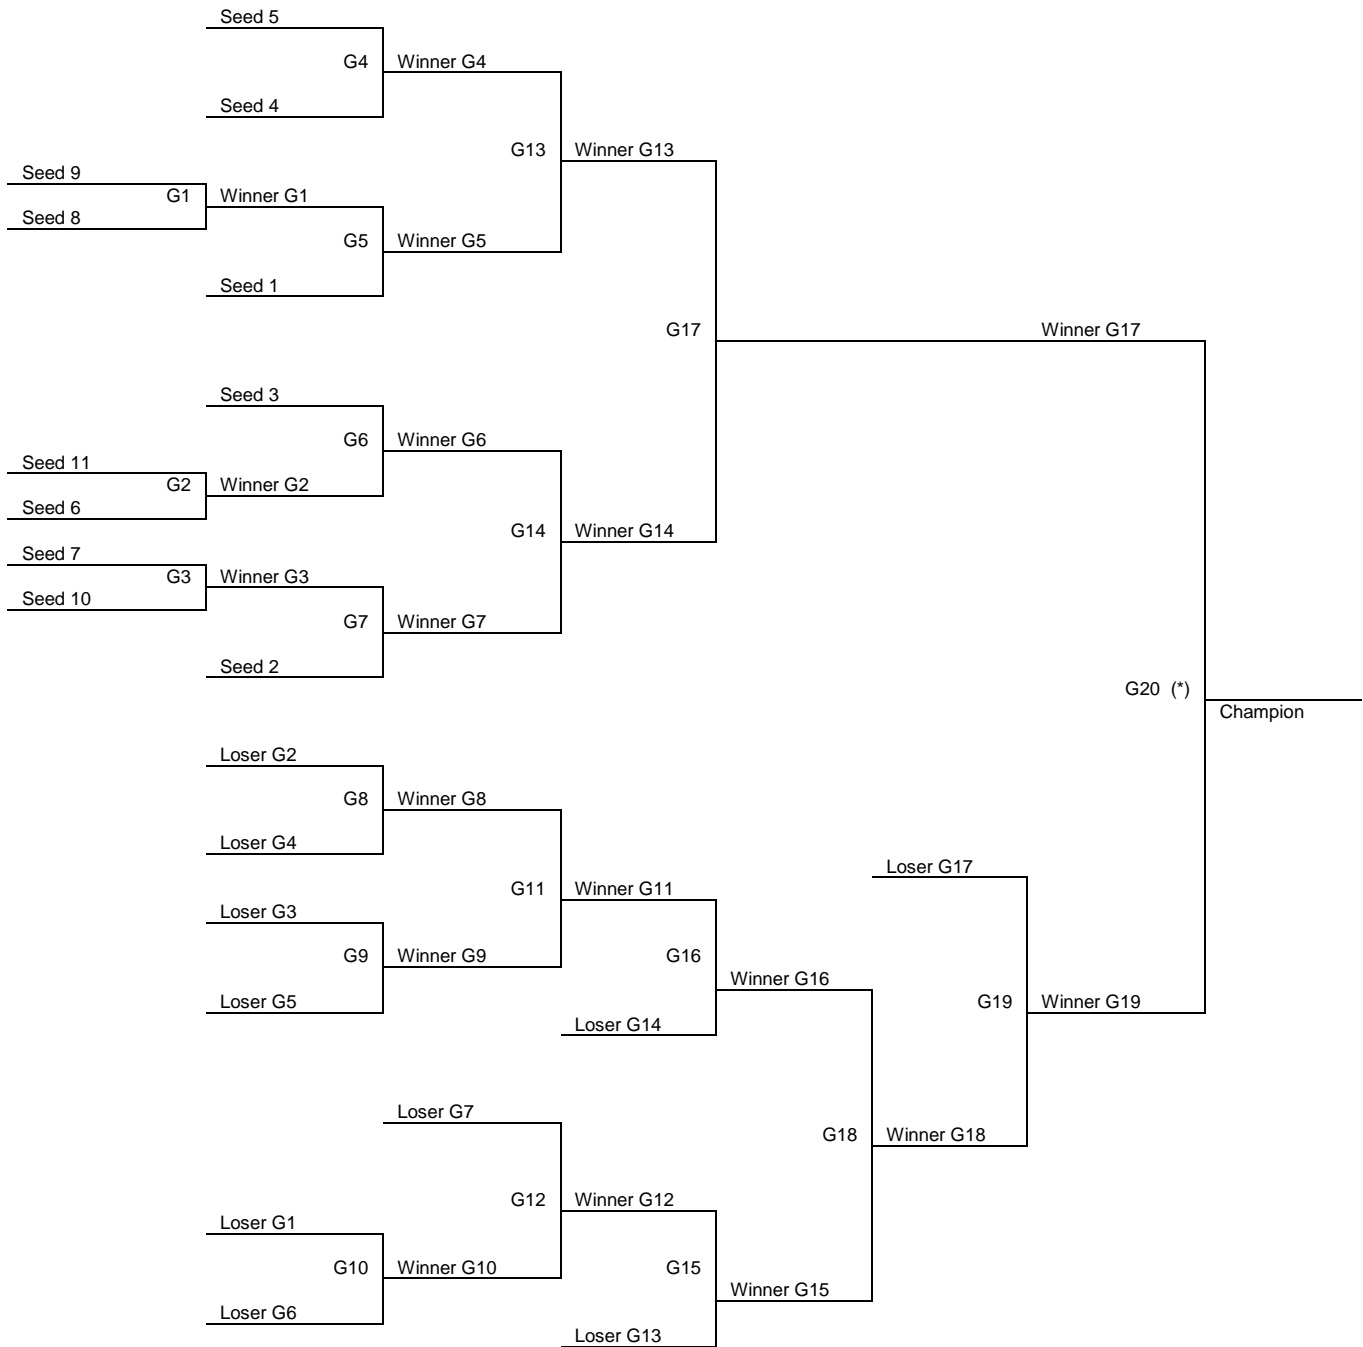 Seed 5
G4 Winner G4
Seed 4
G13 Winner G13
Seed 9
G1 Winner G1
Seed 8
G5 Winner G5
Seed 1
G17 Winner G17
Seed 3
G6 Winner G6
Seed 11
G2 Winner G2
Seed 6
G14 Winner G14
Seed 7
G3 Winner G3
Seed 10
G7 Winner G7
Seed 2
G20 (*)
Champion
Loser G2
G8 Winner G8
Loser G4
Loser G17
G11 Winner G11
Loser G3
G9 Winner G9
G16
Winner G16
Loser G5
G19 Winner G19
Loser G14
Loser G7
G18 Winner G18
G12 Winner G12
Loser G1
G10 Winner G10
G15
Winner G15
Loser G6
Loser G13